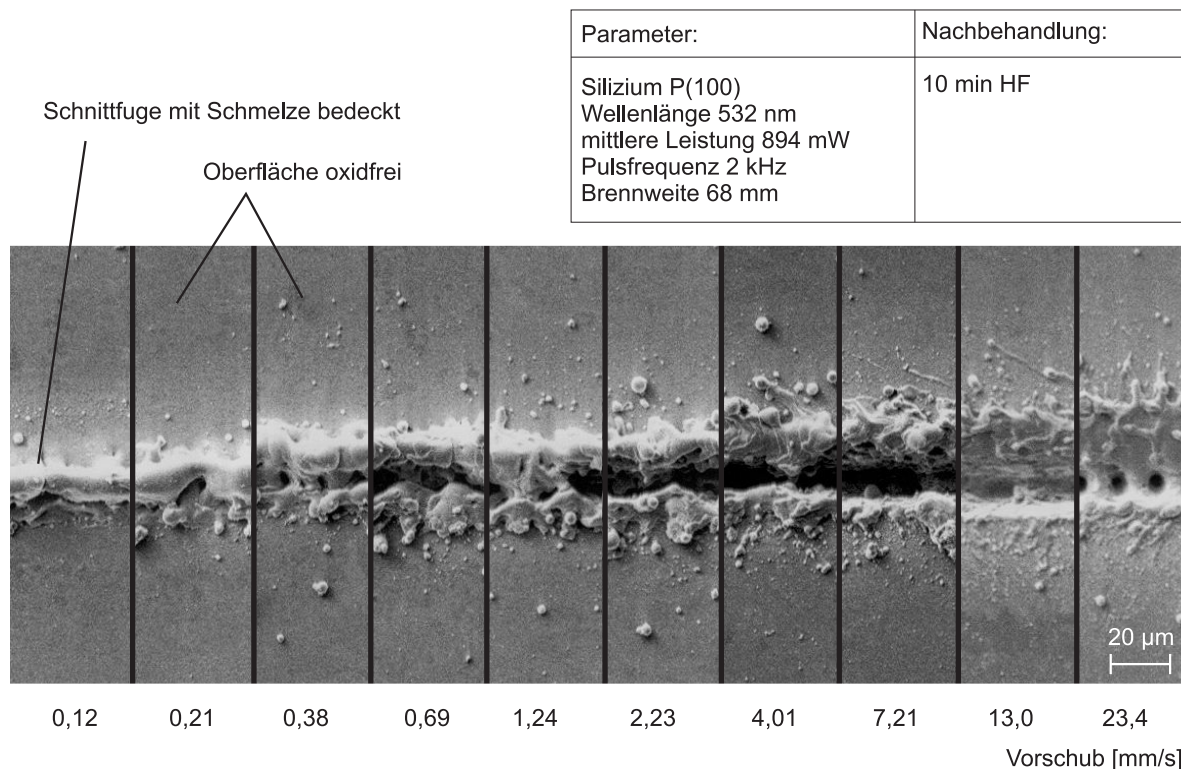 Parameter:
Nachbehandlung:
Silizium P(100)
Wellenlänge 532 nm
mittlere Leistung 894 mW
Pulsfrequenz 2 kHz
Brennweite 68 mm
10 min HF
Schnittfuge mit Schmelze bedeckt
Oberfläche oxidfrei
20 µm
0,12 0,21 0,38 0,69 1,24 2,23 4,01 7,21 13,0 23,4
Vorschub [mm/s]